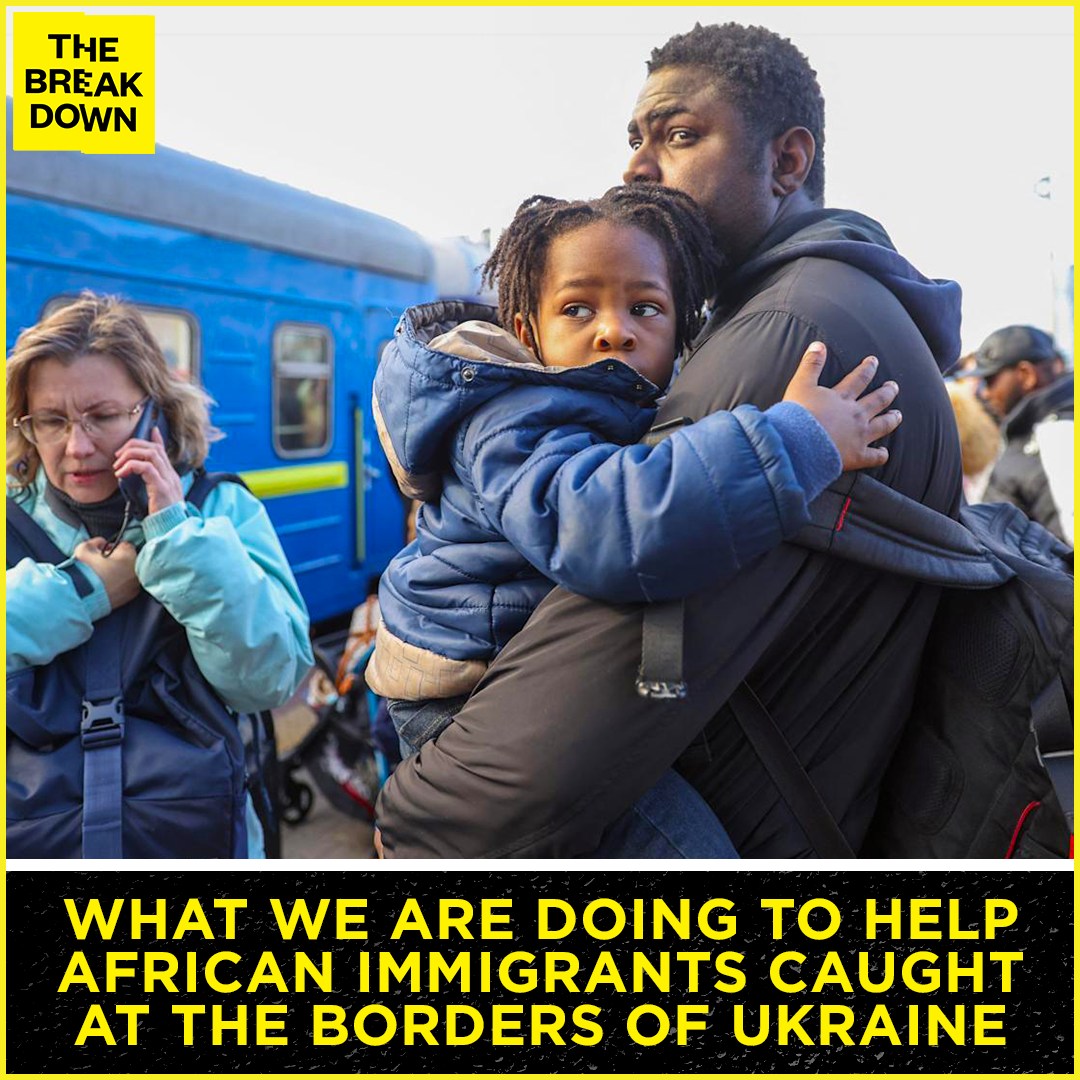 THE
BREAK
DOWN
WHAT WE ARE DOING TO HELP
AFRICAN IMMIGRANTS CAUGHT
AT THE BORDERS OF UKRAINE